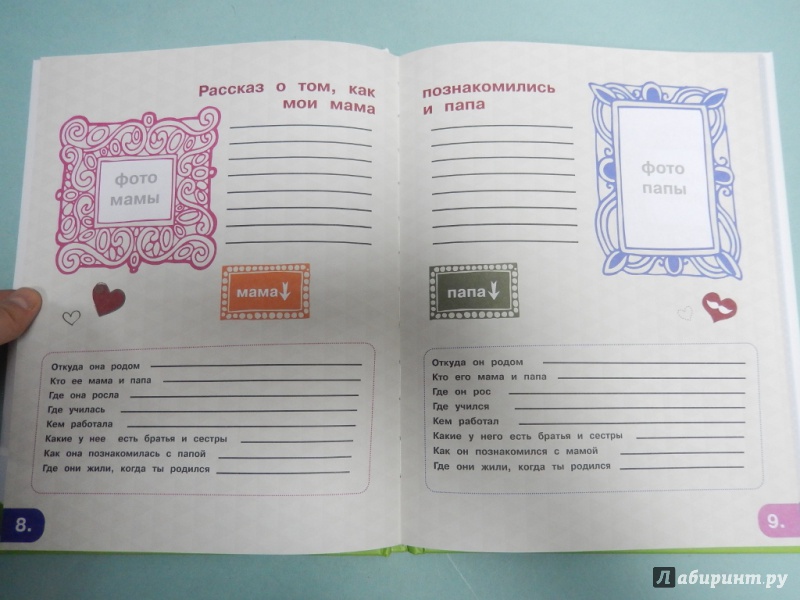 Рассказ о том, как
мои мама
фото
мамы
мама
Откуда она родом
Кто ее мама и папа
Где она росла
Где училась
Кем работала
Какие у нее есть братья и сестры
Как она познакомилась с папой
Где они жили, когда ты родился
8.
познакомились
и папа
фото
папы
папа
Откуда он родом
Кто его мама и папа
Где он рос
Где учился
Кем работал
Какие у него есть братья и сестры
Как он познакомился с мамой
Где они жили, когда ты родился
9.
Лабиринт.ру